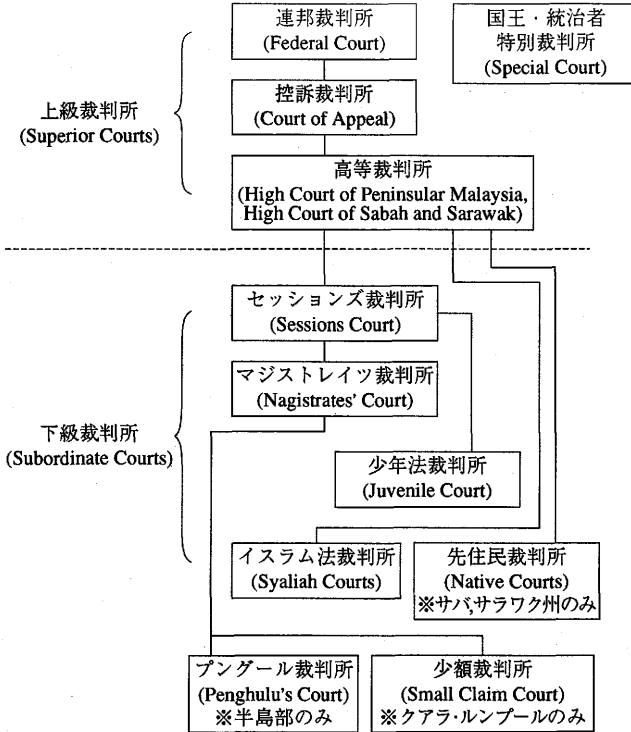 連邦裁判所
(Federal Court)
国王・統治者
特別裁判所
(Special Court)
控訴裁判所
(Court of Appeal)
上級裁判所
(Superior Courts)
高等裁判所
(High Court of Peninsular Malaysia,
High Court of Sabah and Sarawak)
セッションズ裁判所
(Sessions Court)
マジストレイツ裁判所
(Nagistrates' Court)
下級裁判所
(Subordinate Courts)
少年法裁判所
(Juvenile Court)
イスラム法裁判所
(Syaliah Courts)
先住民裁判所
(Native Courts)
※サバ,サラワク州のみ
プングール裁判所
(Penghulu's Court)
※半島部のみ
少額裁判所
(Small Claim Court)
※クアラ・ルンプールのみ